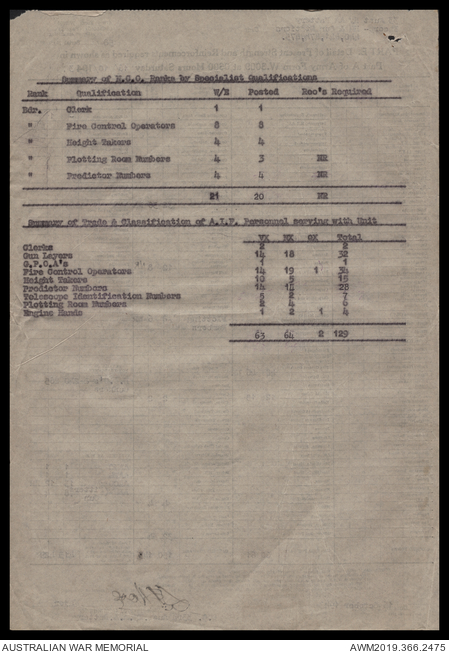 Summary of N.C.O. Ranks by Specialist Qualifications
Rank Qualification W/E Posted Reo's Required
Bdr. Clerk 1 1
" Fire Control Operators 8 8
" Height Takers 4 4
" Plotting Room Numbers 4 3 NR
" Predictor Numbers 4 4 NR
21 20 NR
Summary of Trade & Classification of A.I.F. Personnel serving with Unit
VX NX SX Total
Clerks 2 2
Gun Layers 14 18 32
G.P.O.A's 1 1
Fire Control Operators 14 19 1 34
Height Takers 10 5 15
Predictor Numbers 14 14 28
Telescope Identification Numbers 5 2 7
Plotting Room Numbers 2 4 6
Engine Hands 1 2 1 4
63 64 2 129
AUSTRALIAN WAR MEMORIAL
AWM2019.366.2475